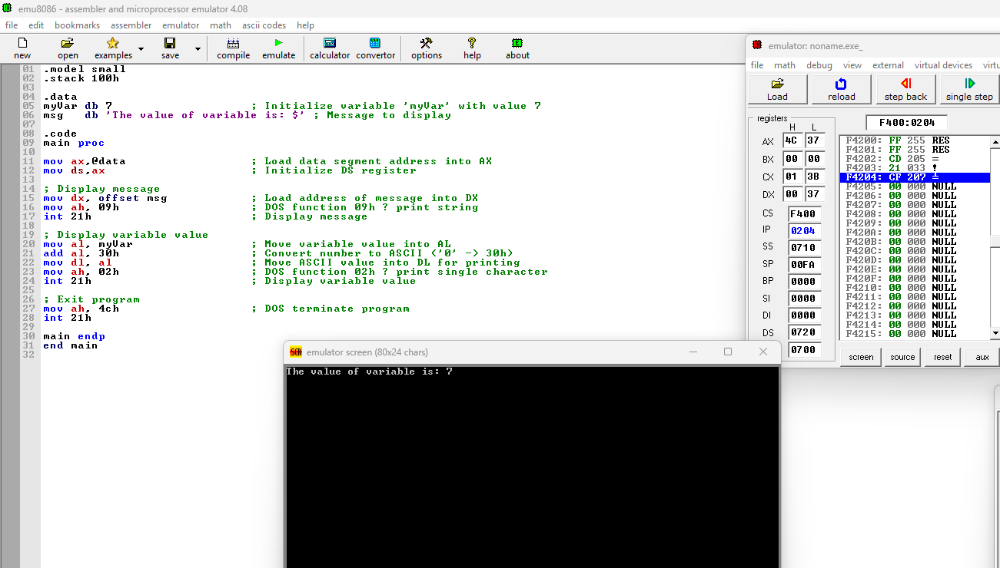 emu8086 - assembler and microprocessor emulator 4.08
file edit bookmarks assembler emulator math ascii codes help
new open examples save compile emulate calculator convertor options help about
01 .model small
02 .stack 100h
03
04 .data
05 myVar db 7 ; Initialize variable 'myVar' with value 7
06 msg db 'The value of variable is: $' ; Message to display
07
08 .code
09 main proc
10
11 mov ax,@data ; Load data segment address into AX
12 mov ds,ax ; Initialize DS register
13
14 ; Display message
15 mov dx, offset msg ; Load address of message into DX
16 mov ah, 09h ; DOS function 09h ? print string
17 int 21h ; Display message
18
19 ; Display variable value
20 mov al, myVar ; Move variable value into AL
21 add al, 30h ; Convert number to ASCII ('0' -> 30h)
22 mov dl, al ; Move ASCII value into DL for printing
23 mov ah, 02h ; DOS function 02h ? print single character
24 int 21h ; Display variable value
25
26 ; Exit program
27 mov ah, 4ch ; DOS terminate program
28 int 21h
29
30 main endp
31 end main
32
emulator: noname.exe_
file math debug view external virtual devices virtu
Load reload step back single step
registers
H L
AX 4C 37
BX 00 00
CX 01 3B
DX 00 37
CS F400
IP 0204
SS 0710
SP 00FA
BP 0000
SI 0000
DI 0000
DS 0720
0700
F400:0204
F4200: FF 255 RES
F4201: FF 255 RES
F4202: CD 205 =
F4203: 21 033 !
F4204: CF 207 ╧
F4205: 00 000 NULL
F4206: 00 000 NULL
F4207: 00 000 NULL
F4208: 00 000 NULL
F4209: 00 000 NULL
F420A: 00 000 NULL
F420B: 00 000 NULL
F420C: 00 000 NULL
F420D: 00 000 NULL
F420E: 00 000 NULL
F420F: 00 000 NULL
F4210: 00 000 NULL
F4211: 00 000 NULL
F4212: 00 000 NULL
F4213: 00 000 NULL
F4214: 00 000 NULL
F4215: 00 000 NULL
screen source reset aux
SCR emulator screen (80x24 chars)
The value of variable is: 7